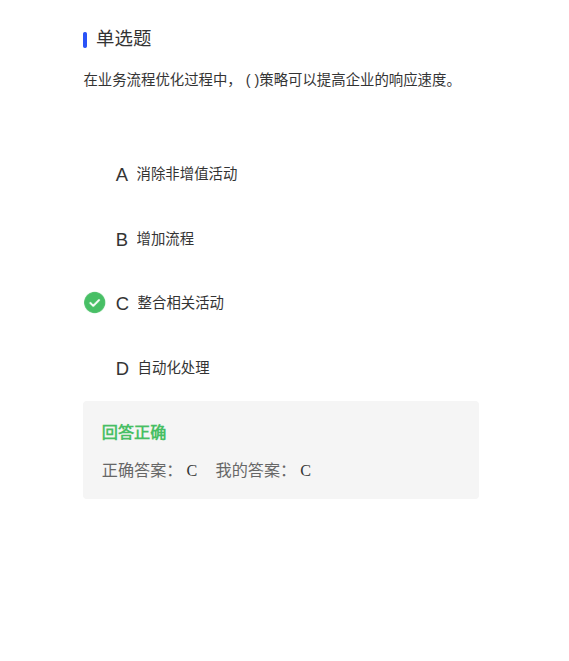 单选题
在业务流程优化过程中， ( )策略可以提高企业的响应速度。
A 消除非增值活动
B 增加流程
C 整合相关活动
D 自动化处理
回答正确
正确答案： C 我的答案： C